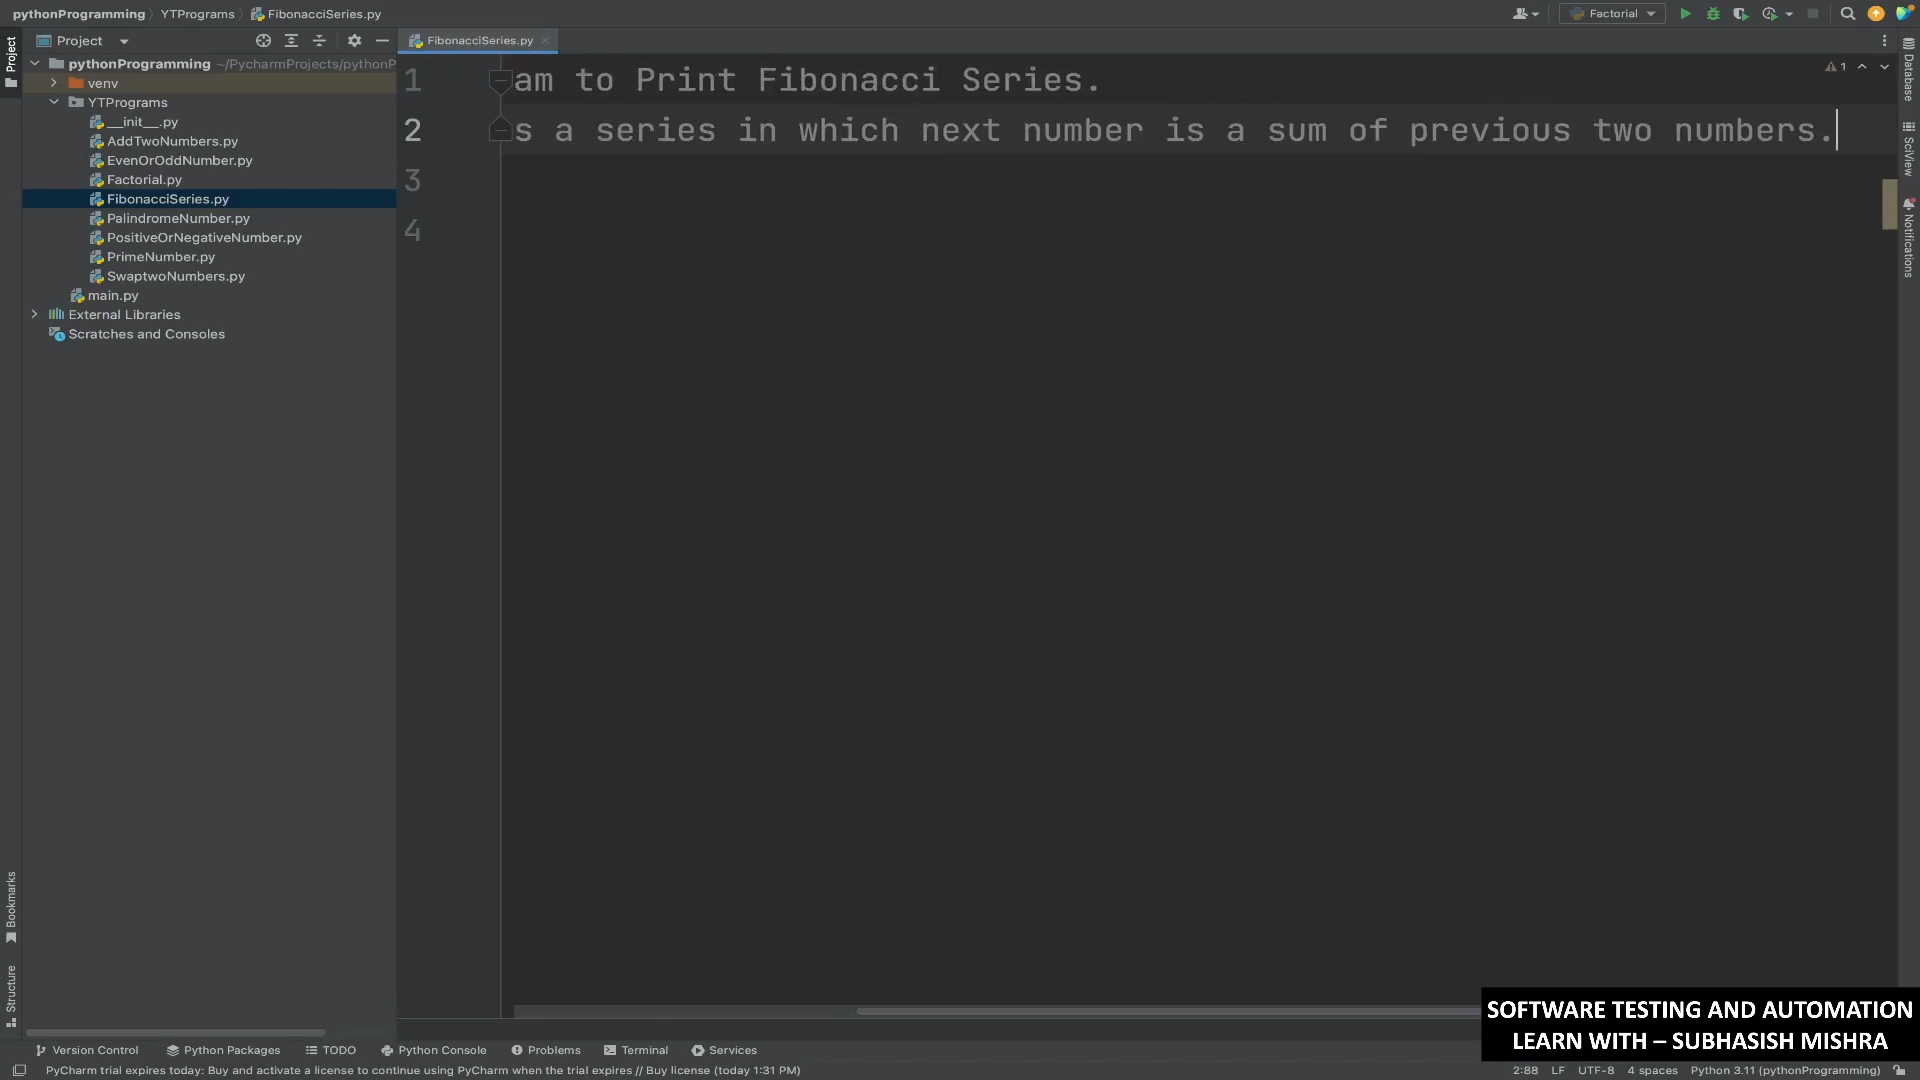 pythonProgramming YTPrograms FibonacciSeries.py
Factorial
Project
FibonacciSeries.py
pythonProgramming ~/PycharmProjects/pythonP
venv
YTPrograms
__init__.py
AddTwoNumbers.py
EvenOrOddNumber.py
Factorial.py
FibonacciSeries.py
PalindromeNumber.py
PositiveOrNegativeNumber.py
PrimeNumber.py
SwaptwoNumbers.py
main.py
External Libraries
Scratches and Consoles
1 am to Print Fibonacci Series.
2 s a series in which next number is a sum of previous two numbers.
3
4
1
Project
Bookmarks
Structure
Database
SciView
Notifications
SOFTWARE TESTING AND AUTOMATION
LEARN WITH – SUBHASISH MISHRA
Version Control Python Packages TODO Python Console Problems Terminal Services
PyCharm trial expires today: Buy and activate a license to continue using PyCharm when the trial expires // Buy license (today 1:31 PM) 2:88 LF UTF-8 4 spaces Python 3.11 (pythonProgramming)